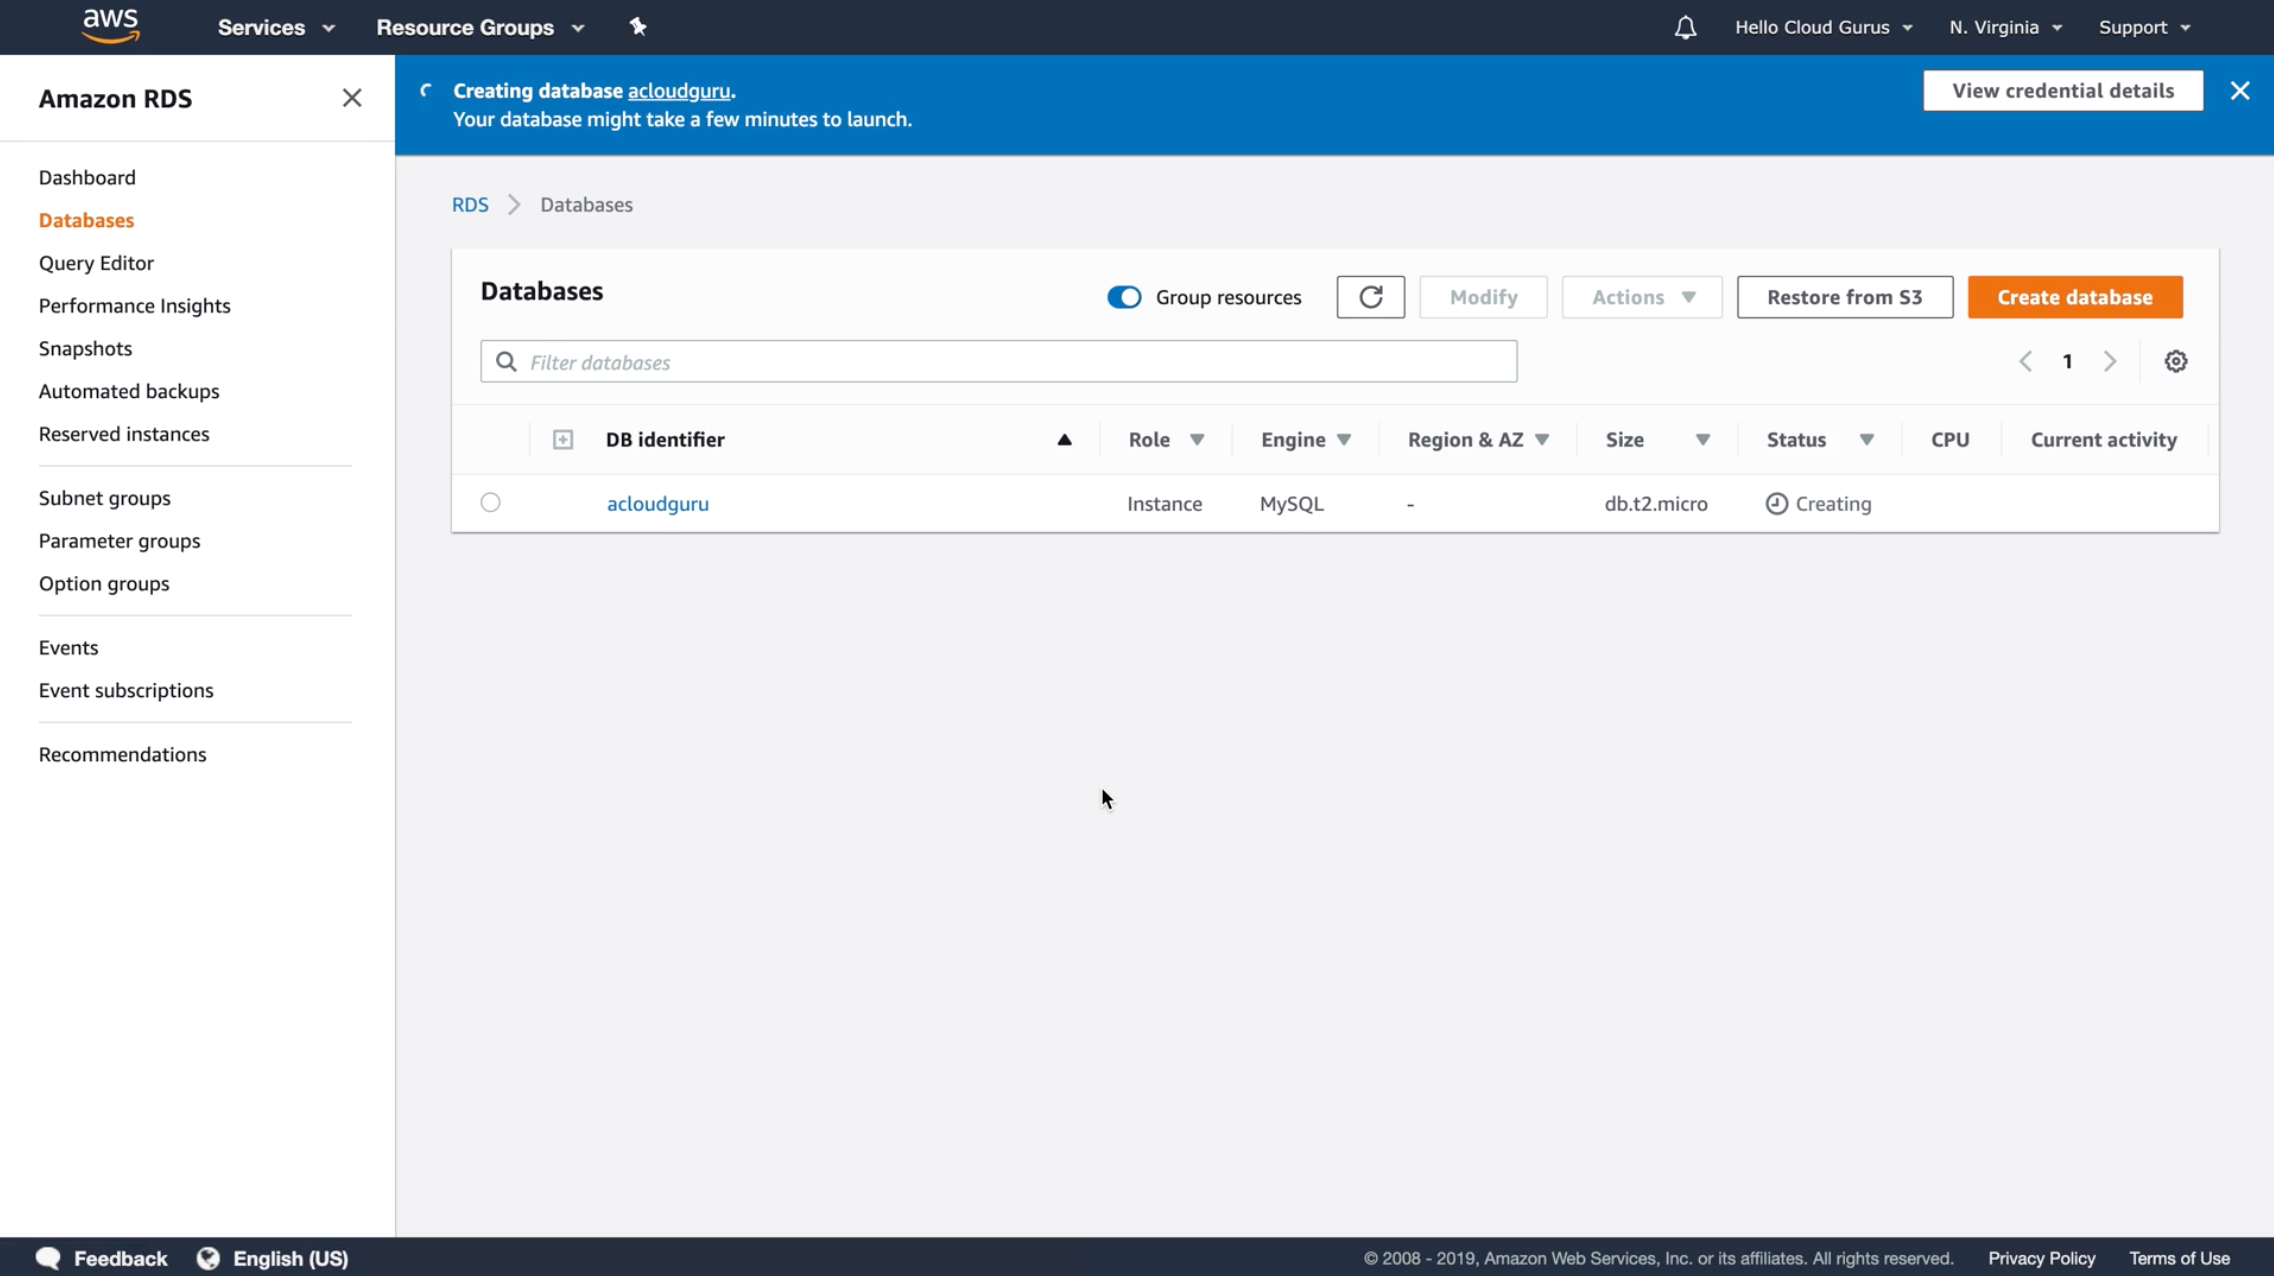 aws
Services
Resource Groups
Hello Cloud Gurus
N. Virginia
Support
Amazon RDS
Dashboard
Databases
Query Editor
Performance Insights
Snapshots
Automated backups
Reserved instances
Subnet groups
Parameter groups
Option groups
Events
Event subscriptions
Recommendations
Creating database acloudguru.
Your database might take a few minutes to launch.
View credential details
RDS > Databases
Databases
Group resources
Modify
Actions
Restore from S3
Create database
Filter databases
1
DB identifier Role Engine Region & AZ Size Status CPU Current activity
acloudguru Instance MySQL - db.t2.micro Creating
Feedback
English (US)
© 2008 - 2019, Amazon Web Services, Inc. or its affiliates. All rights reserved.
Privacy Policy
Terms of Use